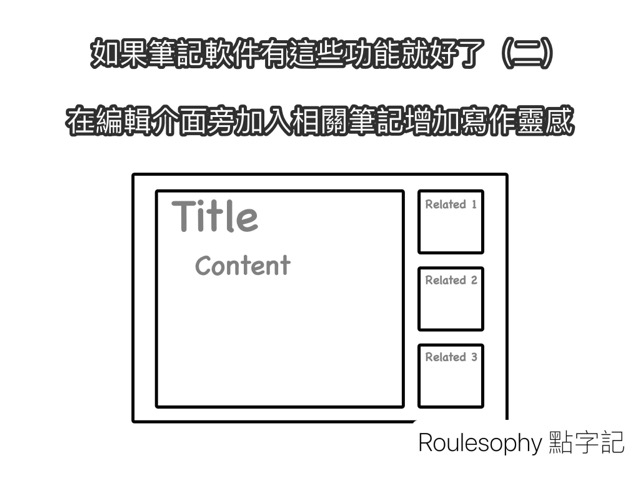 如果筆記軟件有這些功能就好了（二）
在編輯介面旁加入相關筆記增加寫作靈感
Title
Content
Related 1
Related 2
Related 3
Roulesophy 點字記